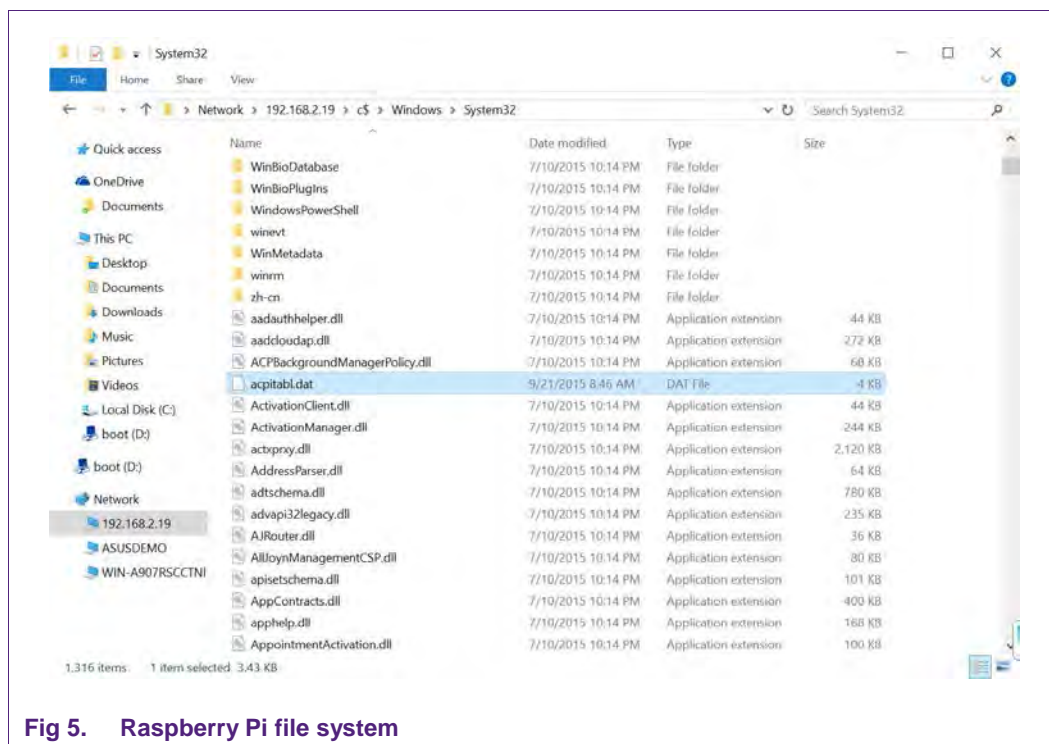 System32
File Home Share View
Network > 192.168.2.19 > c$ > Windows > System32 Search System32
Name Date modified Type Size
Quick access
OneDrive
Documents
This PC
Desktop
Documents
Downloads
Music
Pictures
Videos
Local Disk (C:)
boot (D:)
boot (D:)
Network
192.168.2.19
ASUSDEMO
WIN-A907RSCCTNI
WinBioDatabase 7/10/2015 10:14 PM File folder
WinBioPlugIns 7/10/2015 10:14 PM File folder
WindowsPowerShell 7/10/2015 10:14 PM File folder
winevt 7/10/2015 10:14 PM File folder
WinMetadata 7/10/2015 10:14 PM File folder
winrm 7/10/2015 10:14 PM File folder
zh-cn 7/10/2015 10:14 PM File folder
aadauthhelper.dll 7/10/2015 10:14 PM Application extension 44 KB
aadcloudap.dll 7/10/2015 10:14 PM Application extension 272 KB
ACPBackgroundManagerPolicy.dll 7/10/2015 10:14 PM Application extension 68 KB
acpitabl.dat 9/21/2015 8:46 AM DAT File 4 KB
ActivationClient.dll 7/10/2015 10:14 PM Application extension 44 KB
ActivationManager.dll 7/10/2015 10:14 PM Application extension 244 KB
actxprxy.dll 7/10/2015 10:14 PM Application extension 2,120 KB
AddressParser.dll 7/10/2015 10:14 PM Application extension 64 KB
adtschema.dll 7/10/2015 10:14 PM Application extension 780 KB
advapi32legacy.dll 7/10/2015 10:14 PM Application extension 235 KB
AJRouter.dll 7/10/2015 10:14 PM Application extension 36 KB
AllJoynManagementCSP.dll 7/10/2015 10:14 PM Application extension 80 KB
apisetschema.dll 7/10/2015 10:14 PM Application extension 101 KB
AppContracts.dll 7/10/2015 10:14 PM Application extension 400 KB
apphelp.dll 7/10/2015 10:14 PM Application extension 168 KB
AppointmentActivation.dll 7/10/2015 10:14 PM Application extension 100 KB
1,316 items 1 item selected 3.43 KB
Fig 5. Raspberry Pi file system